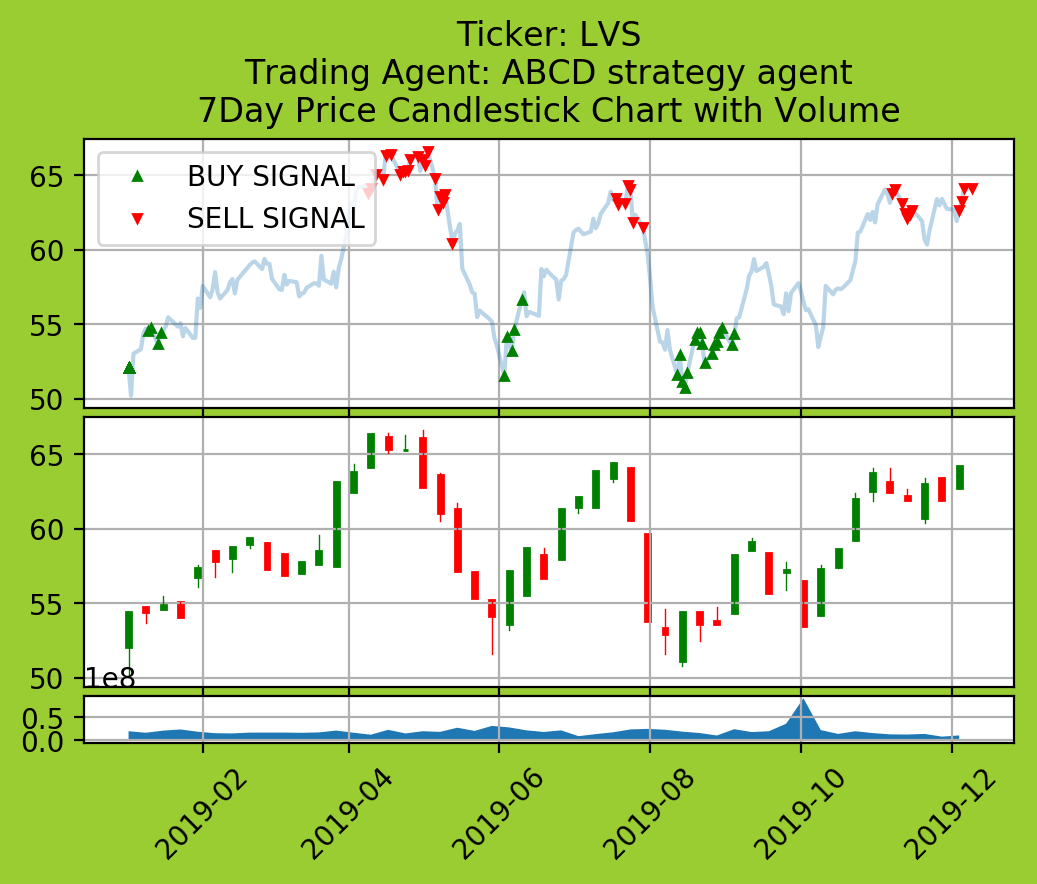 Ticker: LVS
Trading Agent: ABCD strategy agent
7Day Price Candlestick Chart with Volume
BUY SIGNAL
SELL SIGNAL
65
60
55
50
65
60
55
50
1e8
0.5
0.0
2019-02
2019-04
2019-06
2019-08
2019-10
2019-12